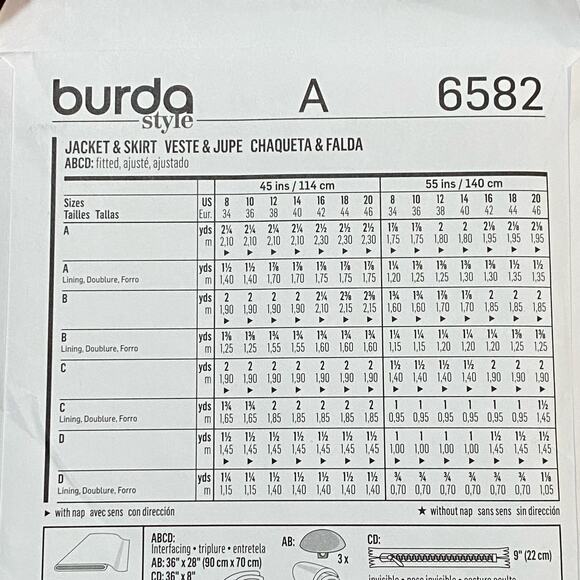 burda style A 6582
JACKET & SKIRT VESTE & JUPE CHAQUETA & FALDA
ABCD: fitted, ajusté, ajustado
45 ins / 114 cm 55 ins / 140 cm
Sizes US 8 10 12 14 16 18 20 8 10 12 14 16 18 20
Tailles Tallas Eur. 34 36 38 40 42 44 46 34 36 38 40 42 44 46
A yds 2¼ 2¼ 2¼ 2¼ 2½ 2½ 2½ 1⅞ 1⅞ 2 2 2⅛ 2⅛ 2⅛
m 2,10 2,10 2,10 2,10 2,30 2,30 2,30 1,75 1,75 1,80 1,80 1,95 1,95 1,95
▶ ▶ ▶ ▶ ▶ ▶ ▶ ▶ ▶ ▶ ▶ ▶ ▶ ▶
A yds 1½ 1½ 1⅞ 1⅞ 1⅞ 1⅞ 1⅞ 1¼ 1⅜ 1⅜ 1⅜ 1⅜ 1½ 1½
Lining, Doublure, Forro m 1,40 1,40 1,70 1,70 1,75 1,75 1,75 1,20 1,25 1,25 1,30 1,30 1,35 1,35
B yds 2 2 2 2 2¼ 2⅜ 2⅜ 1¾ 1¾ 1⅞ 1⅞ 2 2 2
m 1,90 1,90 1,90 1,90 2,10 2,15 2,15 1,60 1,60 1,70 1,70 1,85 1,85 1,85
▶ ▶ ▶ ▶ ▶ ▶ ▶ ▶ ▶ ▶ ▶ ▶ ▶ ▶
B yds 1⅜ 1⅜ 1¾ 1¾ 1¾ 1¾ 1¾ 1¼ 1¼ 1¼ 1¼ 1¼ 1⅜ 1⅜
Lining, Doublure, Forro m 1,25 1,25 1,55 1,55 1,60 1,60 1,60 1,15 1,15 1,20 1,20 1,20 1,25 1,25
C yds 2 2 2 2 2 2 2 1½ 1½ 1½ 1½ 2 2 2
m 1,90 1,90 1,90 1,90 1,90 1,90 1,90 1,40 1,40 1,40 1,40 1,90 1,90 1,90
▶ ▶ ▶ ▶ ▶ ▶ ▶ ▶ ▶ ▶ ▶ ▶ ▶ ▶
C yds 1¾ 1¾ 2 2 2 2 2 1 1 1 1 1 1 1½
Lining, Doublure, Forro m 1,65 1,65 1,85 1,85 1,85 1,85 1,85 0,95 0,95 0,95 0,95 0,95 0,95 1,45
D yds 1½ 1½ 1½ 1½ 1½ 1½ 1½ 1 1 1 1 1½ 1½ 1½
m 1,45 1,45 1,45 1,45 1,45 1,45 1,45 1,00 1,00 1,00 1,00 1,45 1,45 1,45
▶ ▶ ▶ ▶ ▶ ▶ ▶ ▶ ▶ ▶ ▶ ▶ ▶ ▶
D yds 1¼ 1¼ 1½ 1½ 1½ 1½ 1½ ¾ ¾ ¾ ¾ ¾ ¾ 1⅛
Lining, Doublure, Forro m 1,15 1,15 1,40 1,40 1,40 1,40 1,40 0,70 0,70 0,70 0,70 0,70 0,70 1,05
▶ with nap avec sens con dirección ★ without nap sans sens sin dirección
ABCD: AB: CD:
Interfacing • triplure • entretela
AB: 36" x 28" (90 cm x 70 cm) 3 x 9" (22 cm)
CD: 36" x 8"